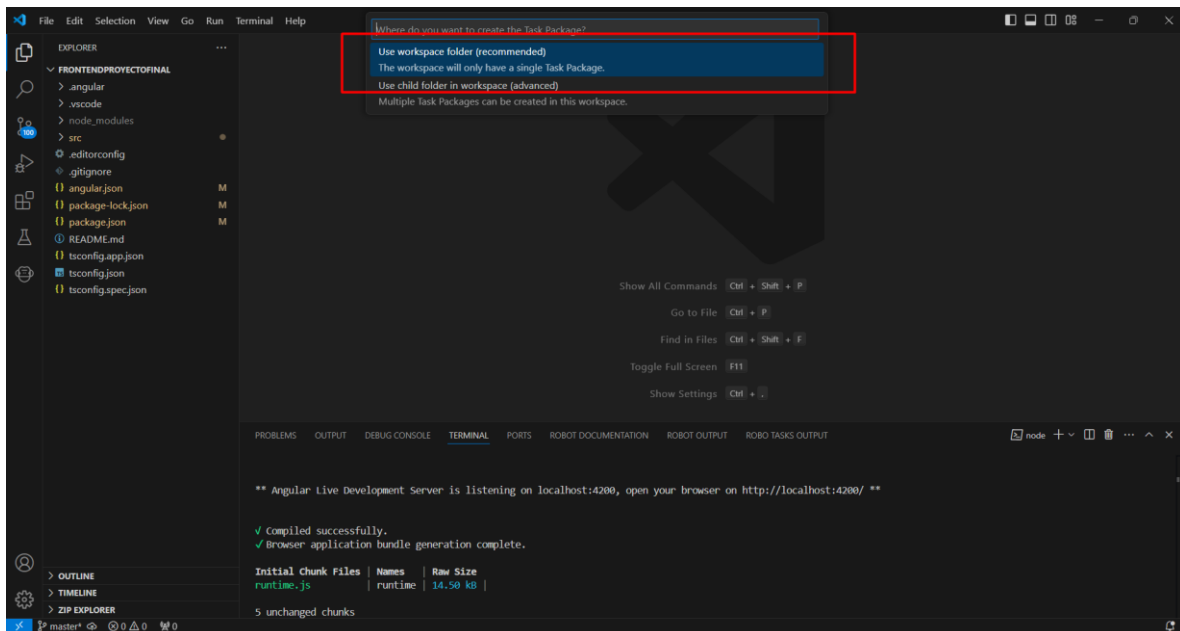 File Edit Selection View Go Run Terminal Help
Where do you want to create the Task Package?
Use workspace folder (recommended)
The workspace will only have a single Task Package.
Use child folder in workspace (advanced)
Multiple Task Packages can be created in this workspace.
EXPLORER
FRONTENDPROYECTOFINAL
.angular
.vscode
node_modules
src
.editorconfig
.gitignore
{} angular.json M
{} package-lock.json M
{} package.json M
README.md
{} tsconfig.app.json
tsconfig.json
{} tsconfig.spec.json
100
Show All Commands Ctrl + Shift + P
Go to File Ctrl + P
Find in Files Ctrl + Shift + F
Toggle Full Screen F11
Show Settings Ctrl + .
PROBLEMS OUTPUT DEBUG CONSOLE TERMINAL PORTS ROBOT DOCUMENTATION ROBOT OUTPUT ROBO TASKS OUTPUT
node
** Angular Live Development Server is listening on localhost:4200, open your browser on http://localhost:4200/ **
√ Compiled successfully.
√ Browser application bundle generation complete.
Initial Chunk Files | Names | Raw Size
runtime.js | runtime | 14.50 kB |
5 unchanged chunks
OUTLINE
TIMELINE
ZIP EXPLORER
master* 0 0 0